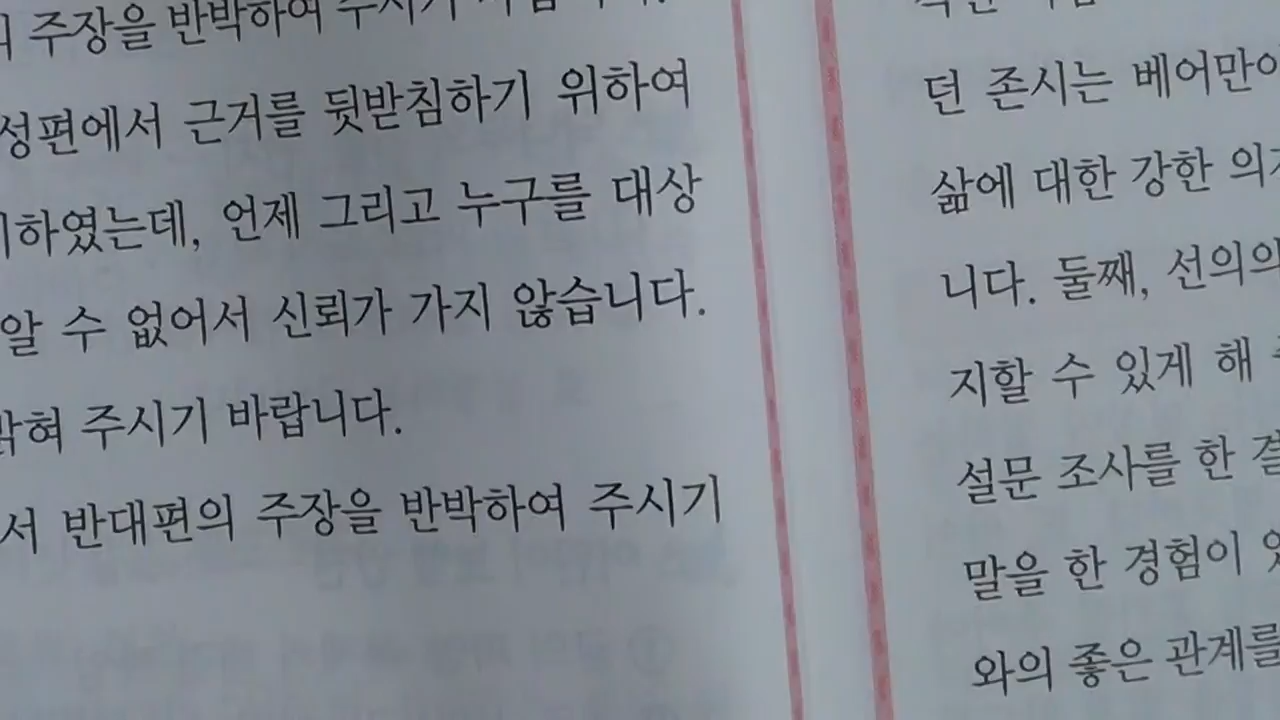 주장을 반박하여
성편에서 근거를 뒷받침하기 위하여
하였는데, 언제 그리고 누구를 대상
알 수 없어서 신뢰가 가지 않습니다.
주시기 바랍니다.
서 반대편의 주장을 반박하여 주시기
던 존시는 베어만
삶에 대한 강한
니다. 둘째, 선의의
지할 수 있게 해
설문 조사를 한
말을 한 경험이
와의 좋은 관계를